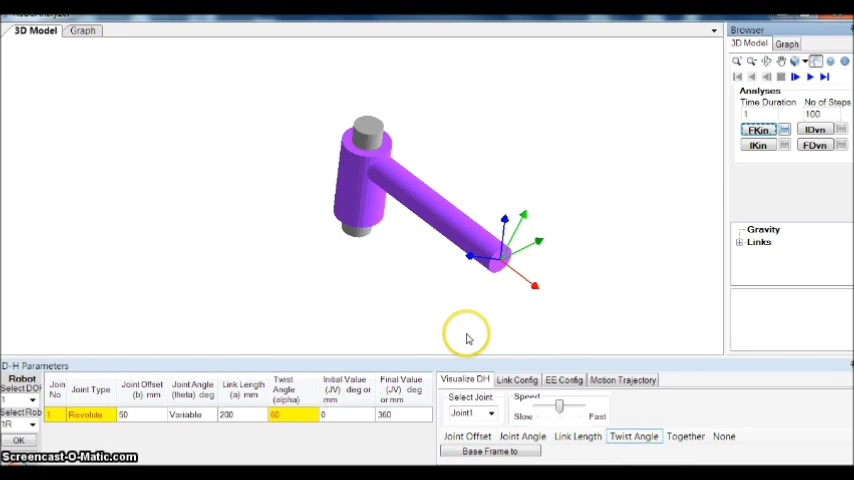 3D Model Graph
Browser
3D Model Graph
Analyses
Time Duration No of Steps
1 100
FKin IDyn
IKin FDyn
Gravity
Links
D-H Parameters
Robot
Select DOF
1
Select Rob
1R
OK
Join No Joint Type Joint Offset (b) mm Joint Angle (theta) deg Link Length (a) mm Twist Angle (alpha) Initial Value (JV) deg or mm Final Value (JV) deg or mm
1 Revolute 50 Variable 200 60 0 360
Visualize DH Link Config EE Config Motion Trajectory
Select Joint
Joint1
Speed
Slow Fast
Joint Offset Joint Angle Link Length Twist Angle Together None
Base Frame to
Screencast-O-Matic.com